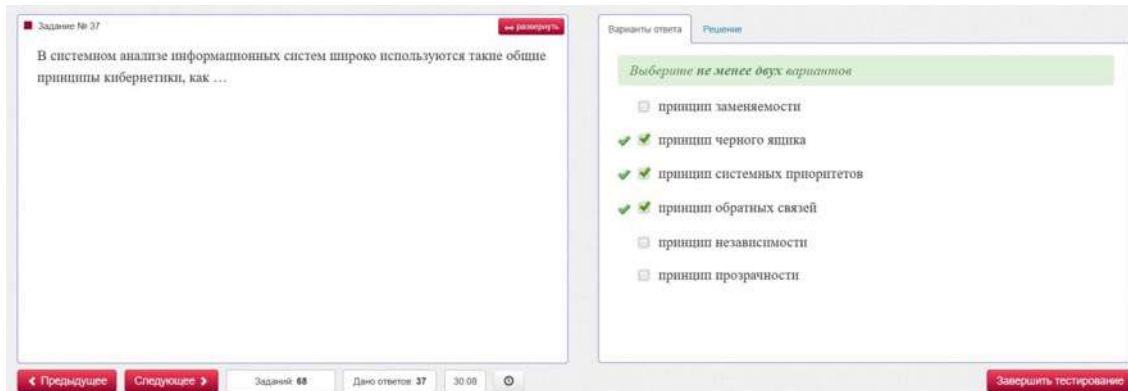 Задание № 37
развернуть
В системном анализе информационных систем широко используются такие общие
принципы кибернетики, как …
Варианты ответа
Решение
Выберите не менее двух вариантов
принцип заменяемости
принцип черного ящика
принцип системных приоритетов
принцип обратных связей
принцип независимости
принцип прозрачности
Предыдущее
Следующее
Заданий: 68
Дано ответов: 37
30:08
Завершить тестирование